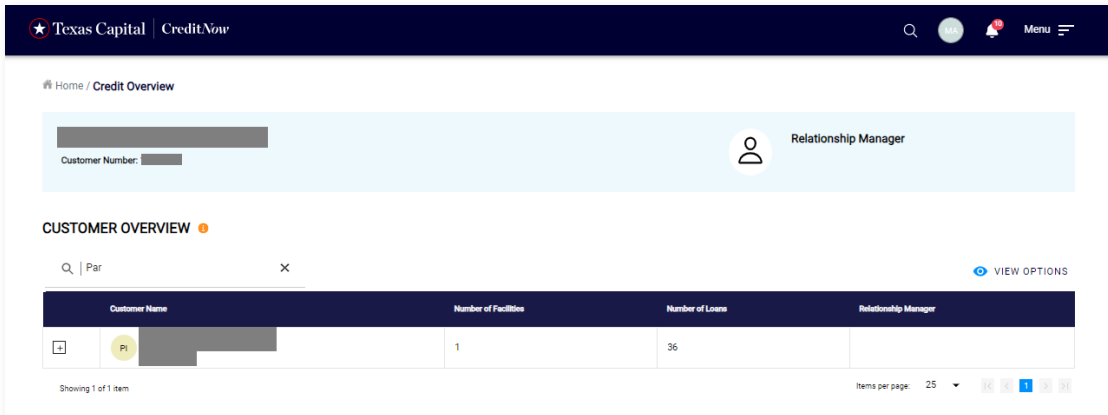 Texas Capital | CreditNow
MA
10
Menu
Home / Credit Overview
Customer Number:
Relationship Manager
CUSTOMER OVERVIEW
Par
VIEW OPTIONS
Customer Name Number of Facilities Number of Loans Relationship Manager
PI 1 36
Showing 1 of 1 item
Items per page: 25 1